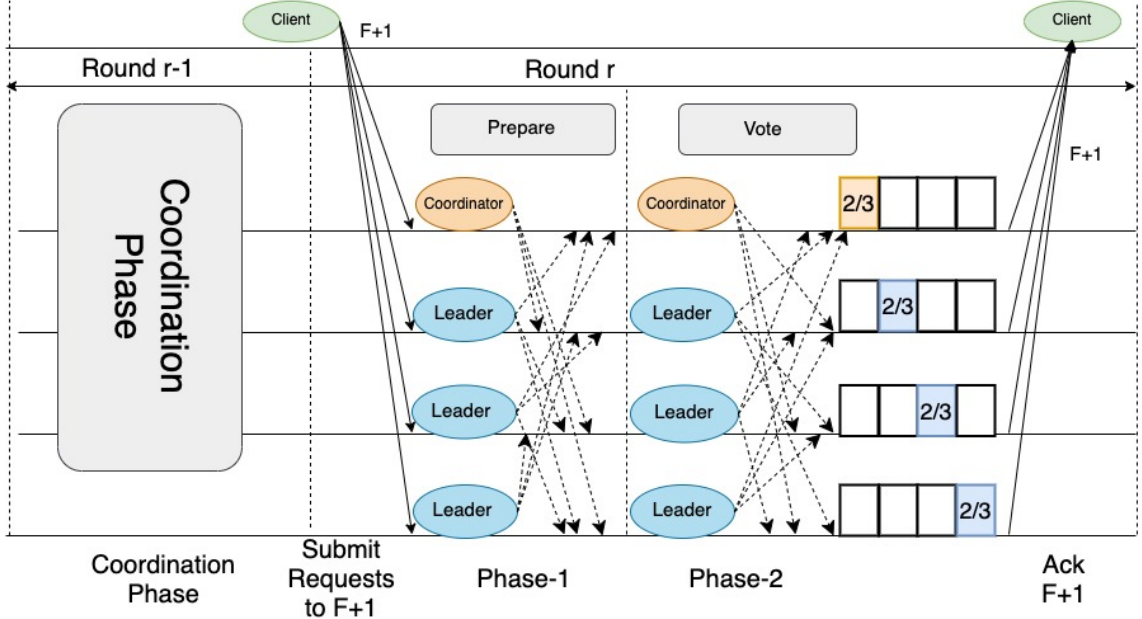 Client
F+1
Client
Round r-1
Round r
Prepare
Vote
Coordination
Phase
Coordinator
Coordinator
2/3
F+1
Leader
Leader
2/3
Leader
Leader
2/3
Leader
Leader
2/3
Coordination
Phase
Submit
Requests
to F+1
Phase-1
Phase-2
Ack
F+1